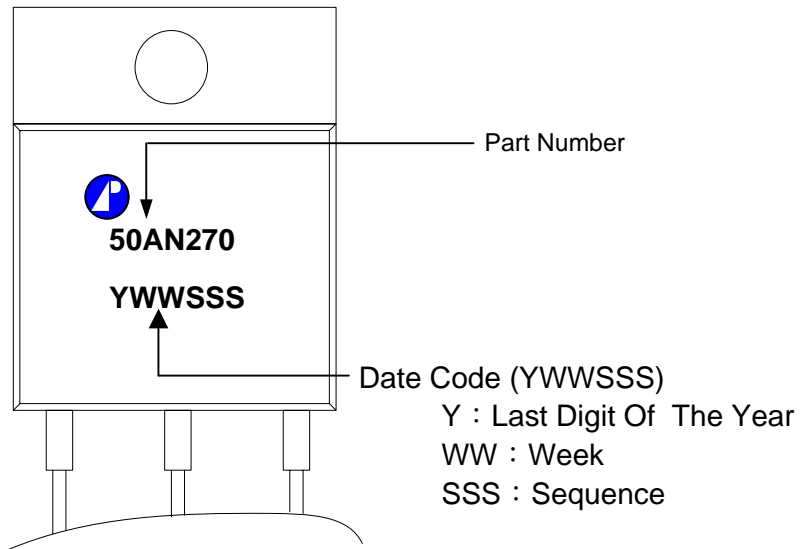 Part Number
50AN270
YWWSSS
Date Code (YWWSSS)
Y：Last Digit Of The Year
WW：Week
SSS：Sequence